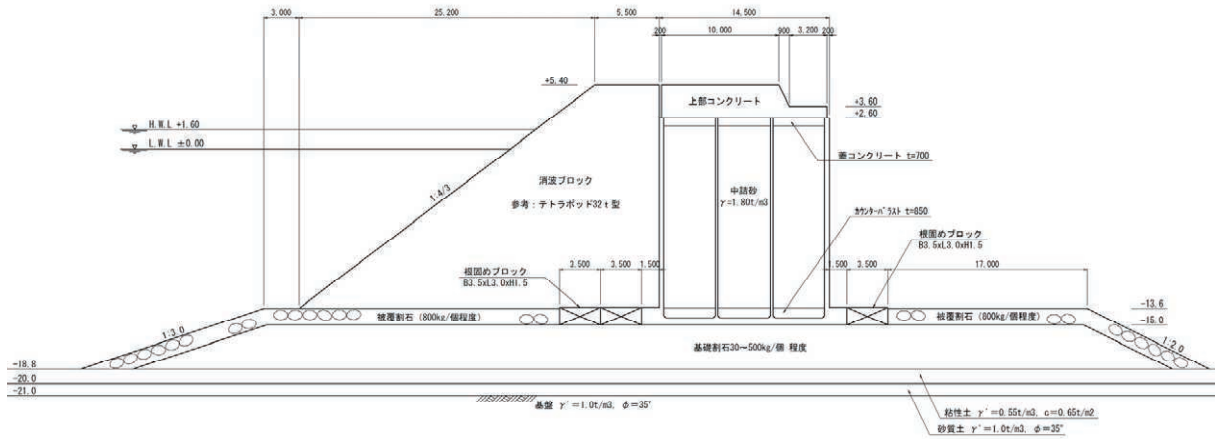 3.000 25.200 5.500 14.500
200 10.000 900 3.200 200
+5.40
上部コンクリート
+3.60
+2.60
H.W.L +1.60
L.W.L ±0.00
蓋コンクリート t=700
1:4/3
消波ブロック
参考：テトラポッド32t型
中詰砂
γ=1.80t/m3
カウンターバラスト t=850
根固めブロック
B3.5xL3.0xH1.5
3.500 3.500 1.500
1.500 3.500 17.000
根固めブロック
B3.5xL3.0xH1.5
-13.6
被覆割石 (800kg/個程度)
被覆割石 (800kg/個程度)
-15.0
1:3.0
1:2.0
基礎割石30～500kg/個 程度
-18.8
-20.0
-21.0
基盤 γ'=1.0t/m3, φ=35°
粘性土 γ'=0.55t/m3, c=0.65t/m2
砂質土 γ'=1.0t/m3, φ=35°